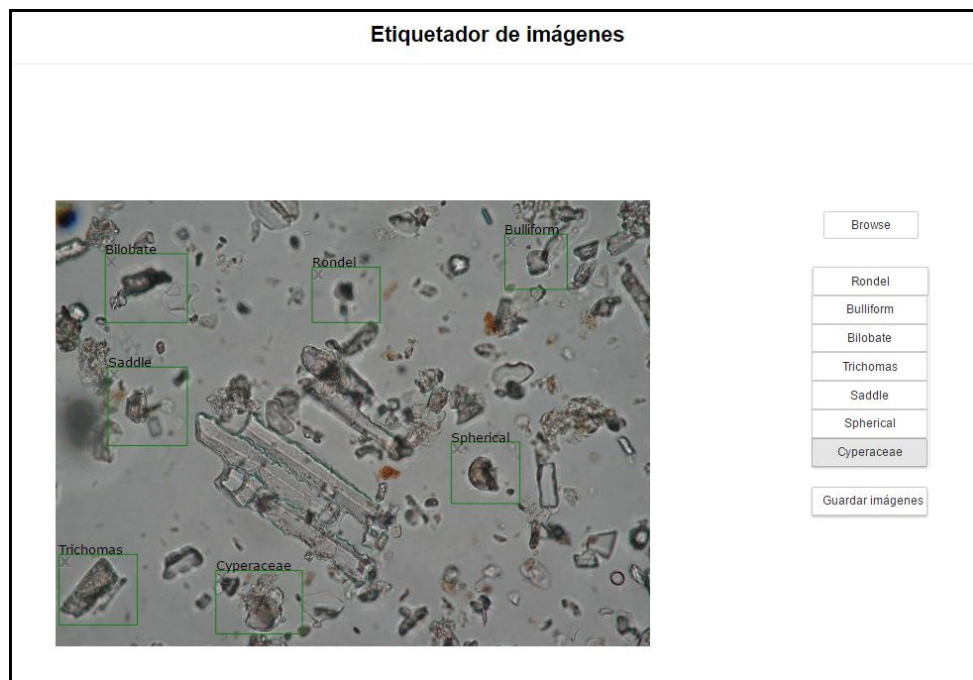 Etiquetador de imágenes
Bulliform
Bilobate
Rondel
Saddle
Spherical
Trichomas
Cyperaceae
Browse
Rondel
Bulliform
Bilobate
Trichomas
Saddle
Spherical
Cyperaceae
Guardar imágenes